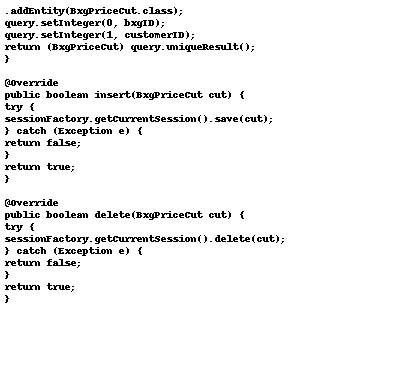 .addEntity(BxgPriceCut.class);
query.setInteger(0, bxgID);
query.setInteger(1, customerID);
return (BxgPriceCut) query.uniqueResult();
}

@Override
public boolean insert(BxgPriceCut cut) {
try {
sessionFactory.getCurrentSession().save(cut);
} catch (Exception e) {
return false;
}
return true;
}

@Override
public boolean delete(BxgPriceCut cut) {
try {
sessionFactory.getCurrentSession().delete(cut);
} catch (Exception e) {
return false;
}
return true;
}